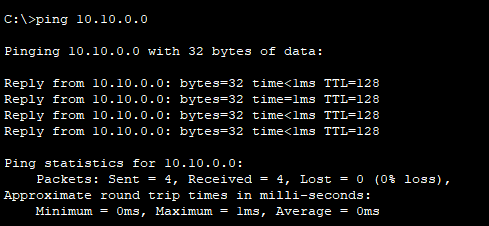 C:\>ping 10.10.0.0
Pinging 10.10.0.0 with 32 bytes of data:
Reply from 10.10.0.0: bytes=32 time<1ms TTL=128
Reply from 10.10.0.0: bytes=32 time=1ms TTL=128
Reply from 10.10.0.0: bytes=32 time<1ms TTL=128
Reply from 10.10.0.0: bytes=32 time<1ms TTL=128
Ping statistics for 10.10.0.0:
Packets: Sent = 4, Received = 4, Lost = 0 (0% loss),
Approximate round trip times in milli-seconds:
Minimum = 0ms, Maximum = 1ms, Average = 0ms